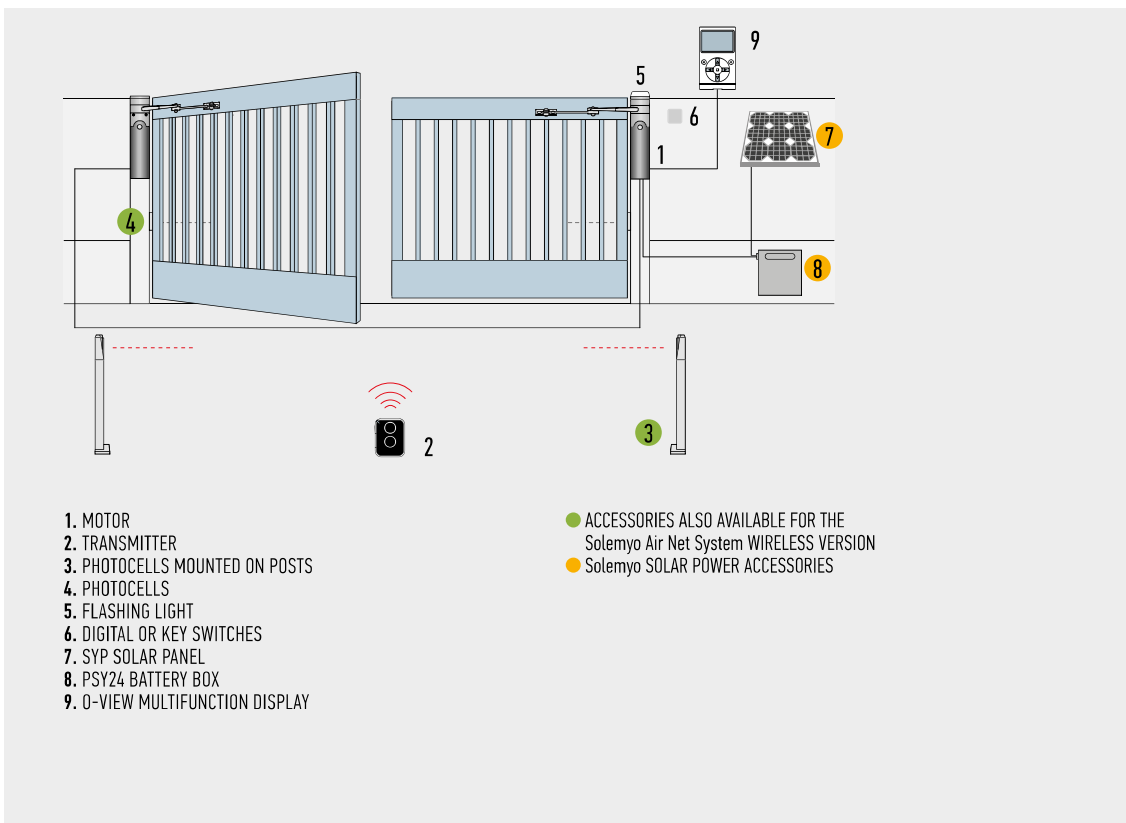 9
5
6
7
1
4
8
3
2
1. MOTOR
2. TRANSMITTER
3. PHOTOCELLS MOUNTED ON POSTS
4. PHOTOCELLS
5. FLASHING LIGHT
6. DIGITAL OR KEY SWITCHES
7. SYP SOLAR PANEL
8. PSY24 BATTERY BOX
9. O-VIEW MULTIFUNCTION DISPLAY
ACCESSORIES ALSO AVAILABLE FOR THE
Solemyo Air Net System WIRELESS VERSION
Solemyo SOLAR POWER ACCESSORIES